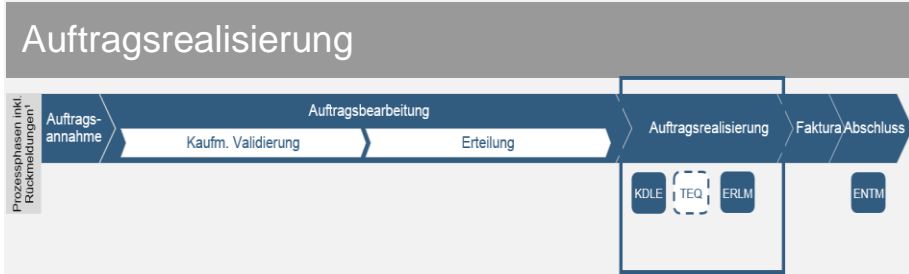 Auftragsrealisierung
Prozessphasen inkl.
Rückmeldungen¹
Auftrags-
annahme
Auftragsbearbeitung
Kaufm. Validierung
Erteilung
Auftragsrealisierung
Faktura
Abschluss
KDLE
TEQ
ERLM
ENTM